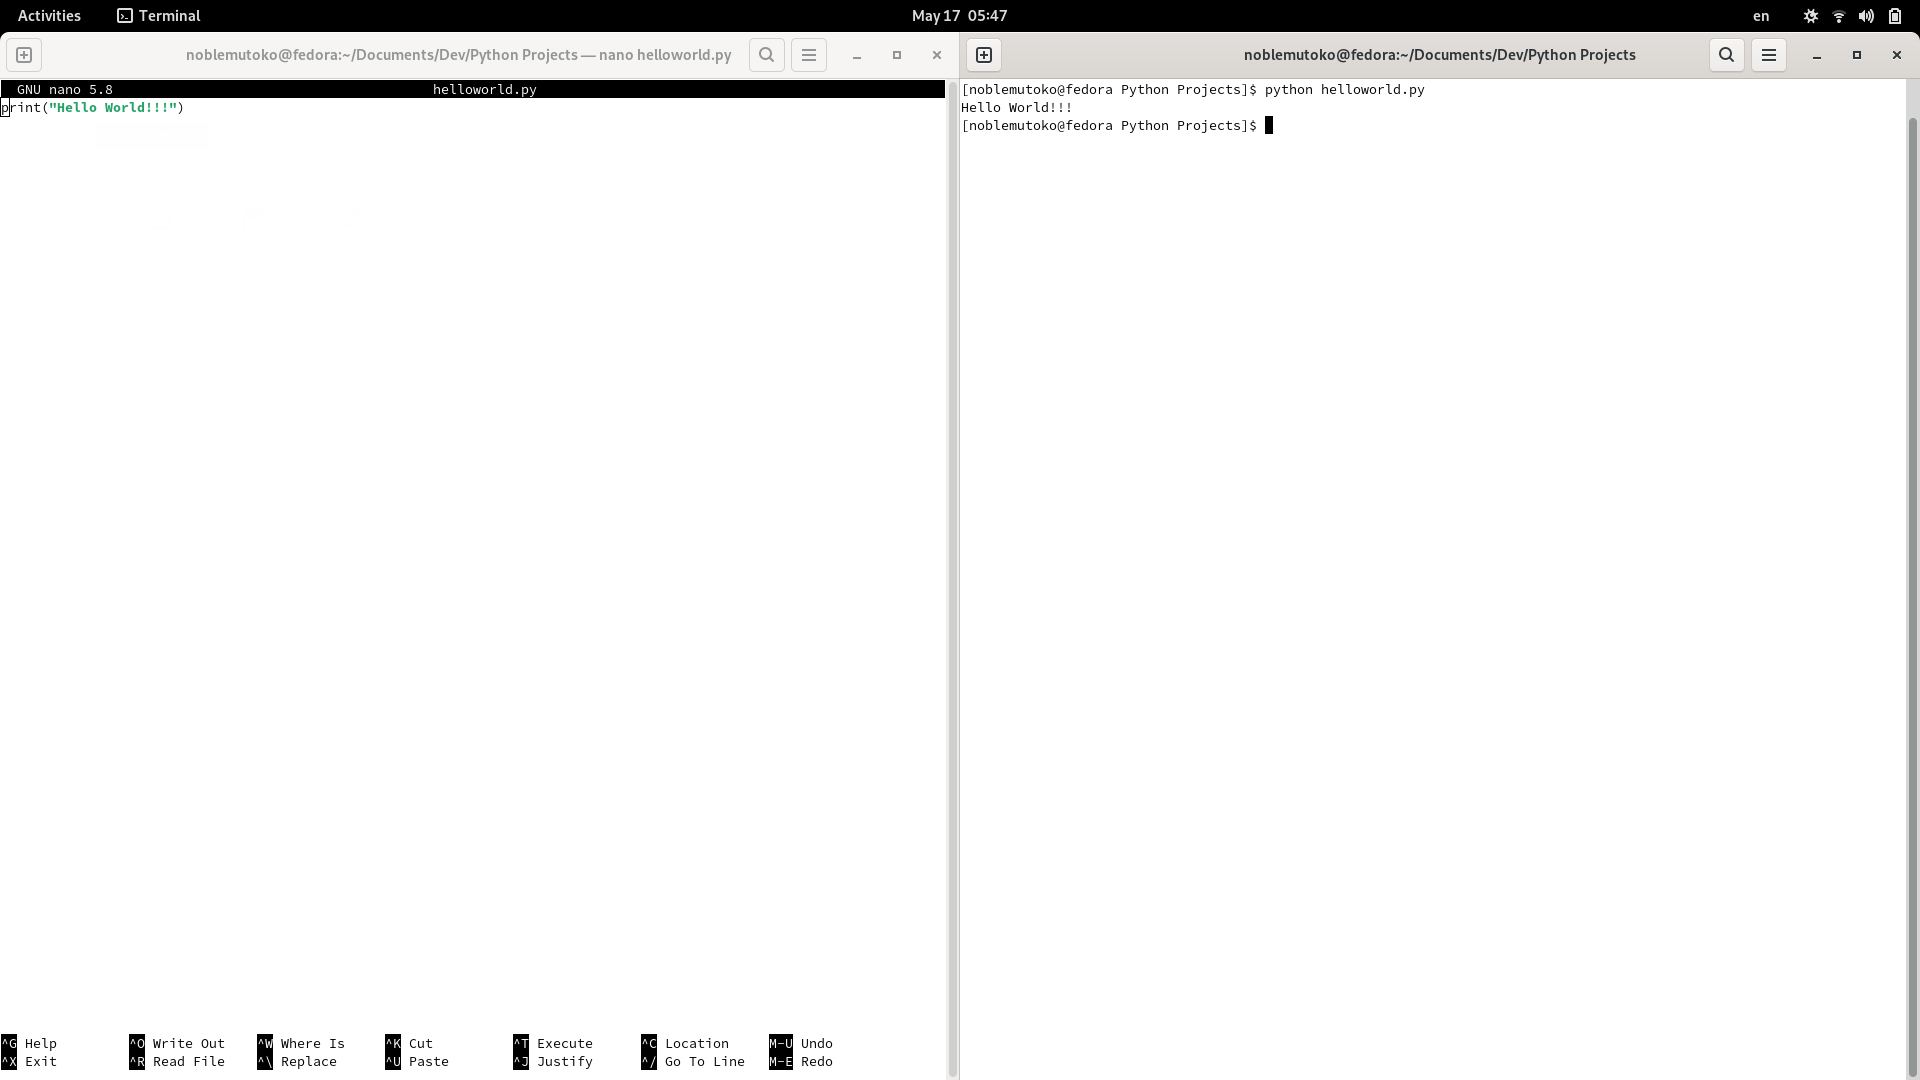 Activities Terminal May 17 05:47 en
noblemutoko@fedora:~/Documents/Dev/Python Projects — nano helloworld.py
GNU nano 5.8 helloworld.py
print("Hello World!!!")
^G Help ^O Write Out ^W Where Is ^K Cut ^T Execute ^C Location M-U Undo
^X Exit ^R Read File ^\ Replace ^U Paste ^J Justify ^/ Go To Line M-E Redo
noblemutoko@fedora:~/Documents/Dev/Python Projects
[noblemutoko@fedora Python Projects]$ python helloworld.py
Hello World!!!
[noblemutoko@fedora Python Projects]$